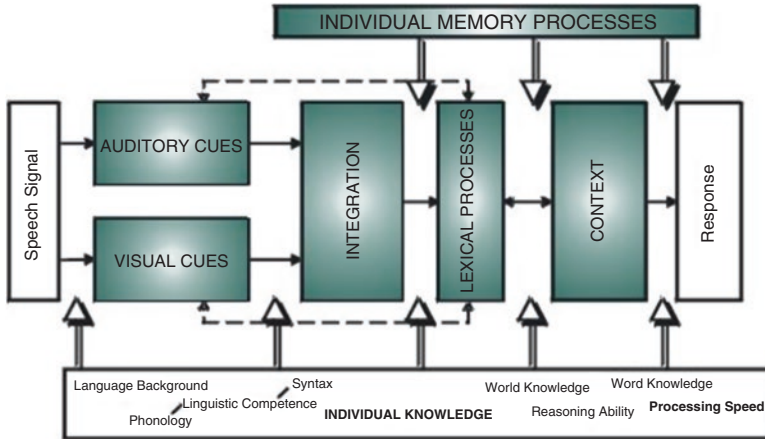 INDIVIDUAL MEMORY PROCESSES
Speech Signal
AUDITORY CUES
VISUAL CUES
INTEGRATION
LEXICAL PROCESSES
CONTEXT
Response
Language Background
Syntax
Linguistic Competence
Phonology
INDIVIDUAL KNOWLEDGE
World Knowledge
Word Knowledge
Reasoning Ability
Processing Speed